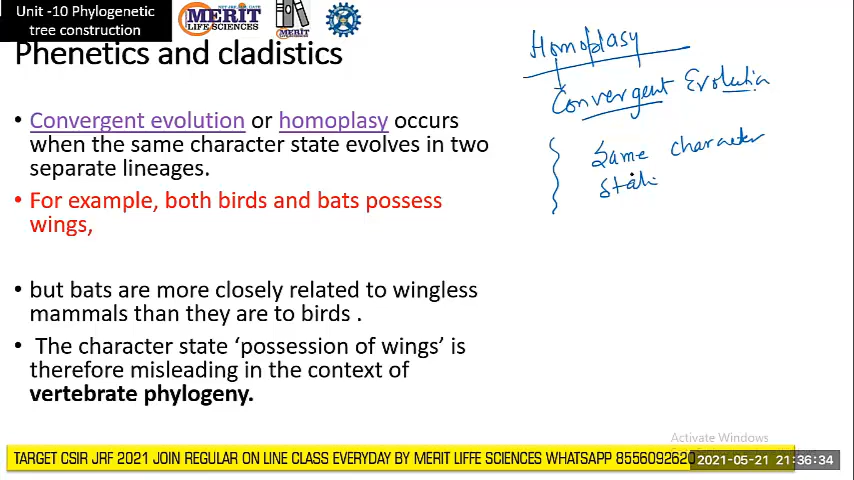 Unit -10 Phylogenetic
tree construction
MERIT
LIFE SCIENCES
MERIT
Phenetics and cladistics
Homoplasy
Convergent Evolution
Same character
• Convergent evolution or homoplasy occurs
when the same character state evolves in two
separate lineages.
• For example, both birds and bats possess
wings,
• but bats are more closely related to wingless
mammals than they are to birds .
• The character state ‘possession of wings’ is
therefore misleading in the context of
vertebrate phylogeny.
Activate Windows
TARGET CSIR JRF 2021 JOIN REGULAR ON LINE CLASS EVERYDAY BY MERIT LIFFE SCIENCES WHATSAPP 8556092620
2021-05-21 21:36:34